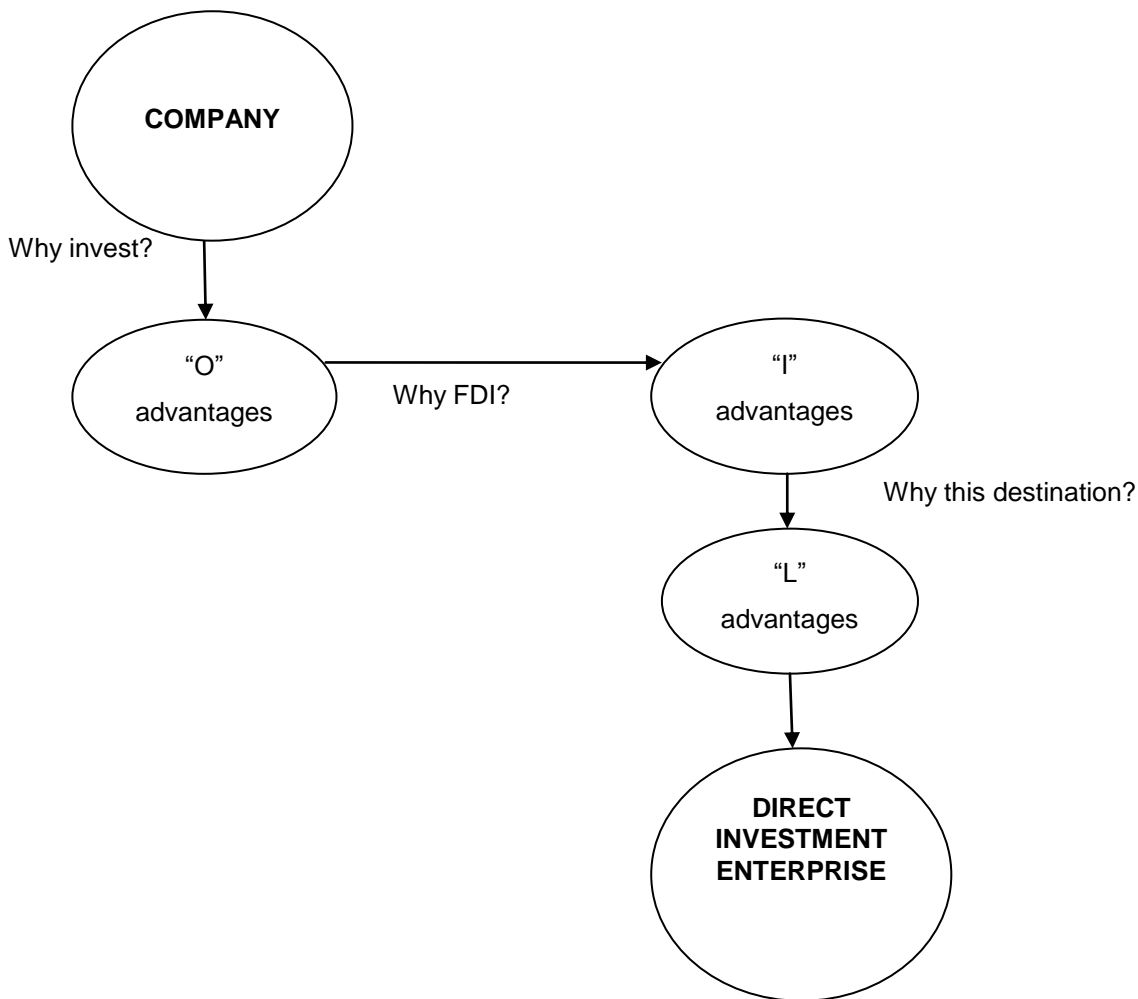 COMPANY
Why invest?
“O”
advantages
Why FDI?
“I”
advantages
Why this destination?
“L”
advantages
DIRECT
INVESTMENT
ENTERPRISE